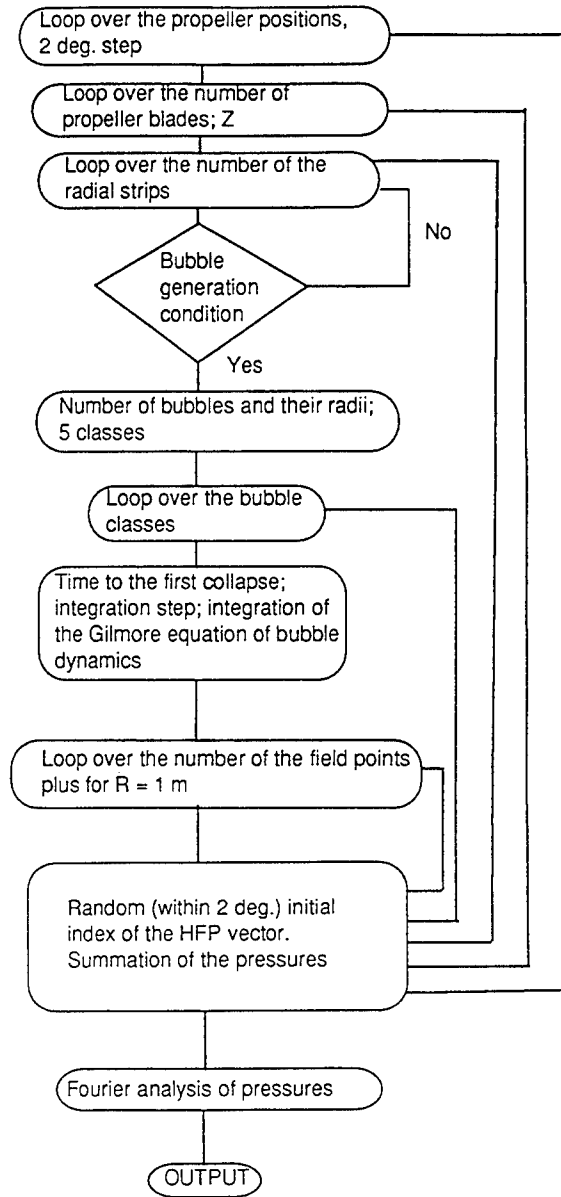 Loop over the propeller positions,
2 deg. step
Loop over the number of
propeller blades; Z
Loop over the number of the
radial strips
No
Bubble
generation
condition
Yes
Number of bubbles and their radii;
5 classes
Loop over the bubble
classes
Time to the first collapse;
integration step; integration of
the Gilmore equation of bubble
dynamics
Loop over the number of the field points
plus for R = 1 m
Random (within 2 deg.) initial
index of the HFP vector.
Summation of the pressures
Fourier analysis of pressures
OUTPUT